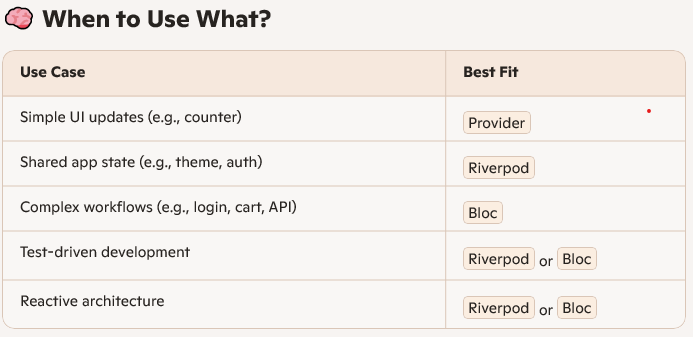 🧠 When to Use What?
Use Case Best Fit
Simple UI updates (e.g., counter) Provider
Shared app state (e.g., theme, auth) Riverpod
Complex workflows (e.g., login, cart, API) Bloc
Test-driven development Riverpod or Bloc
Reactive architecture Riverpod or Bloc